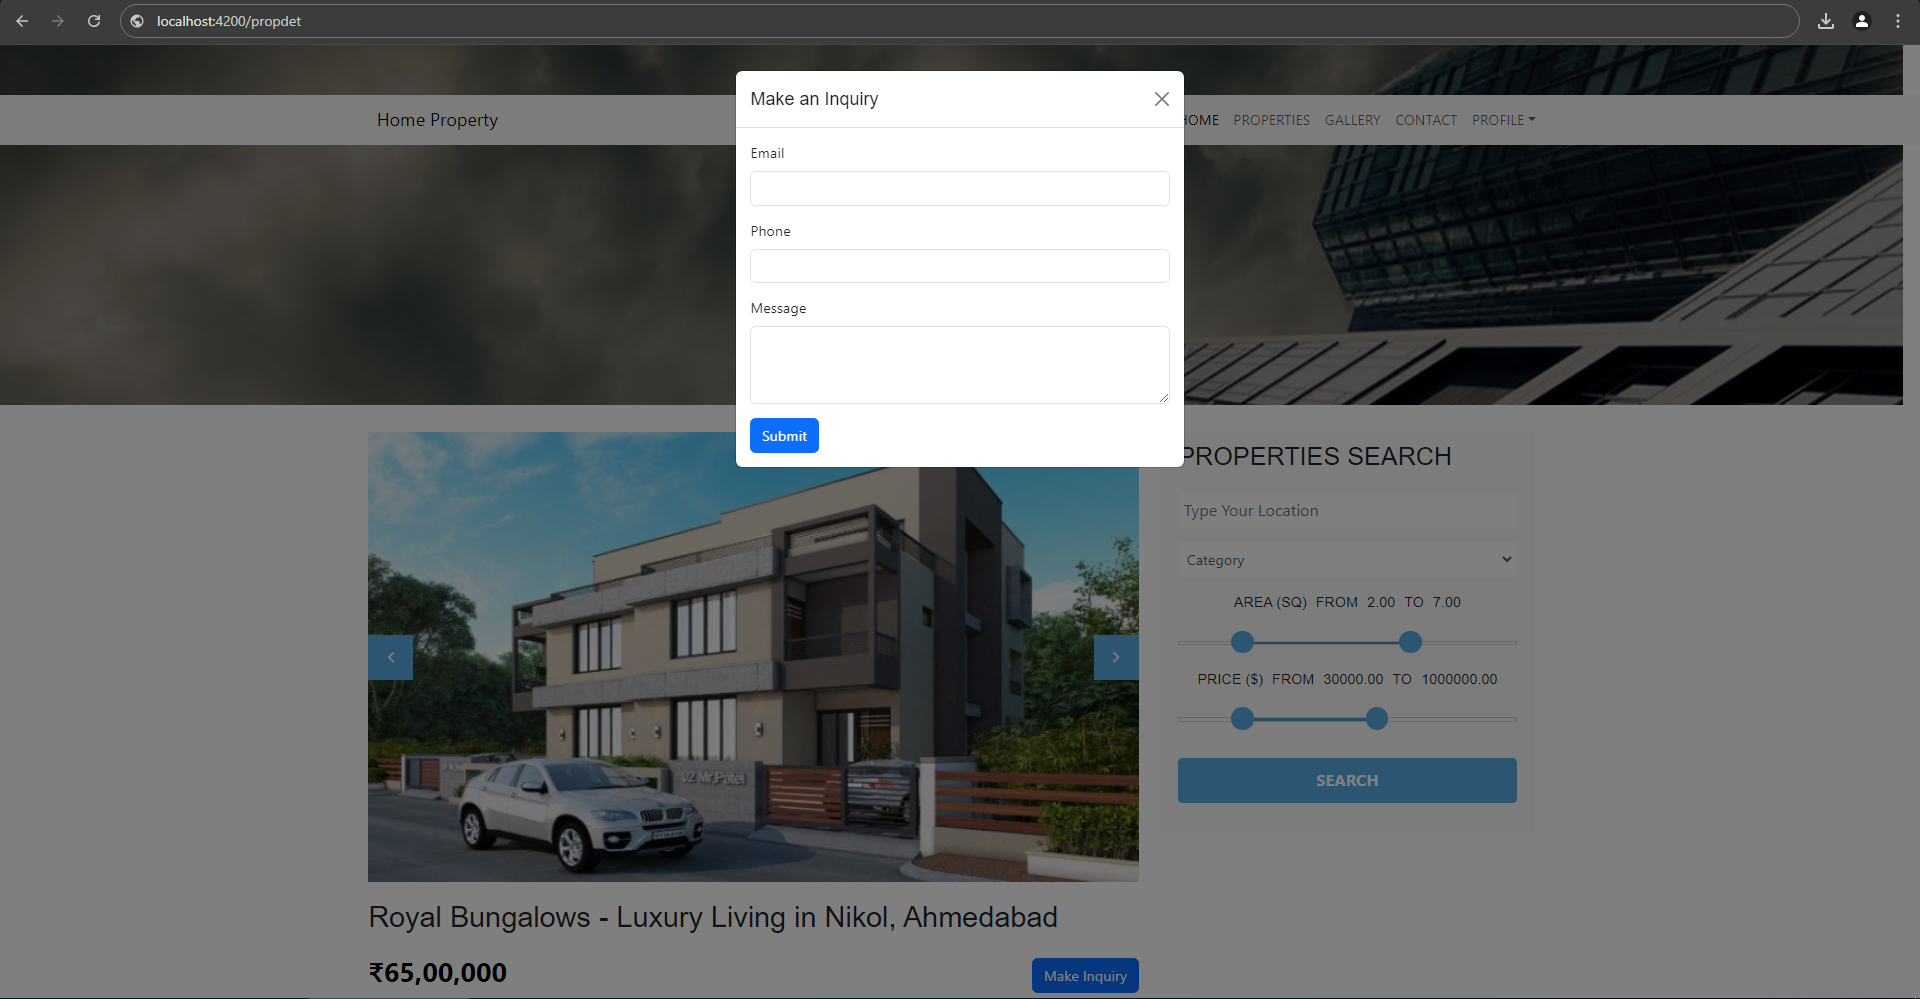 localhost:4200/propdet
Make an Inquiry
Home Property
HOME PROPERTIES GALLERY CONTACT PROFILE
Email
Phone
Message
Submit
PROPERTIES SEARCH
Type Your Location
Category
AREA (SQ) FROM 2.00 TO 7.00
PRICE ($) FROM 30000.00 TO 1000000.00
SEARCH
02 Mr.Patel
Royal Bungalows - Luxury Living in Nikol, Ahmedabad
₹65,00,000
Make Inquiry